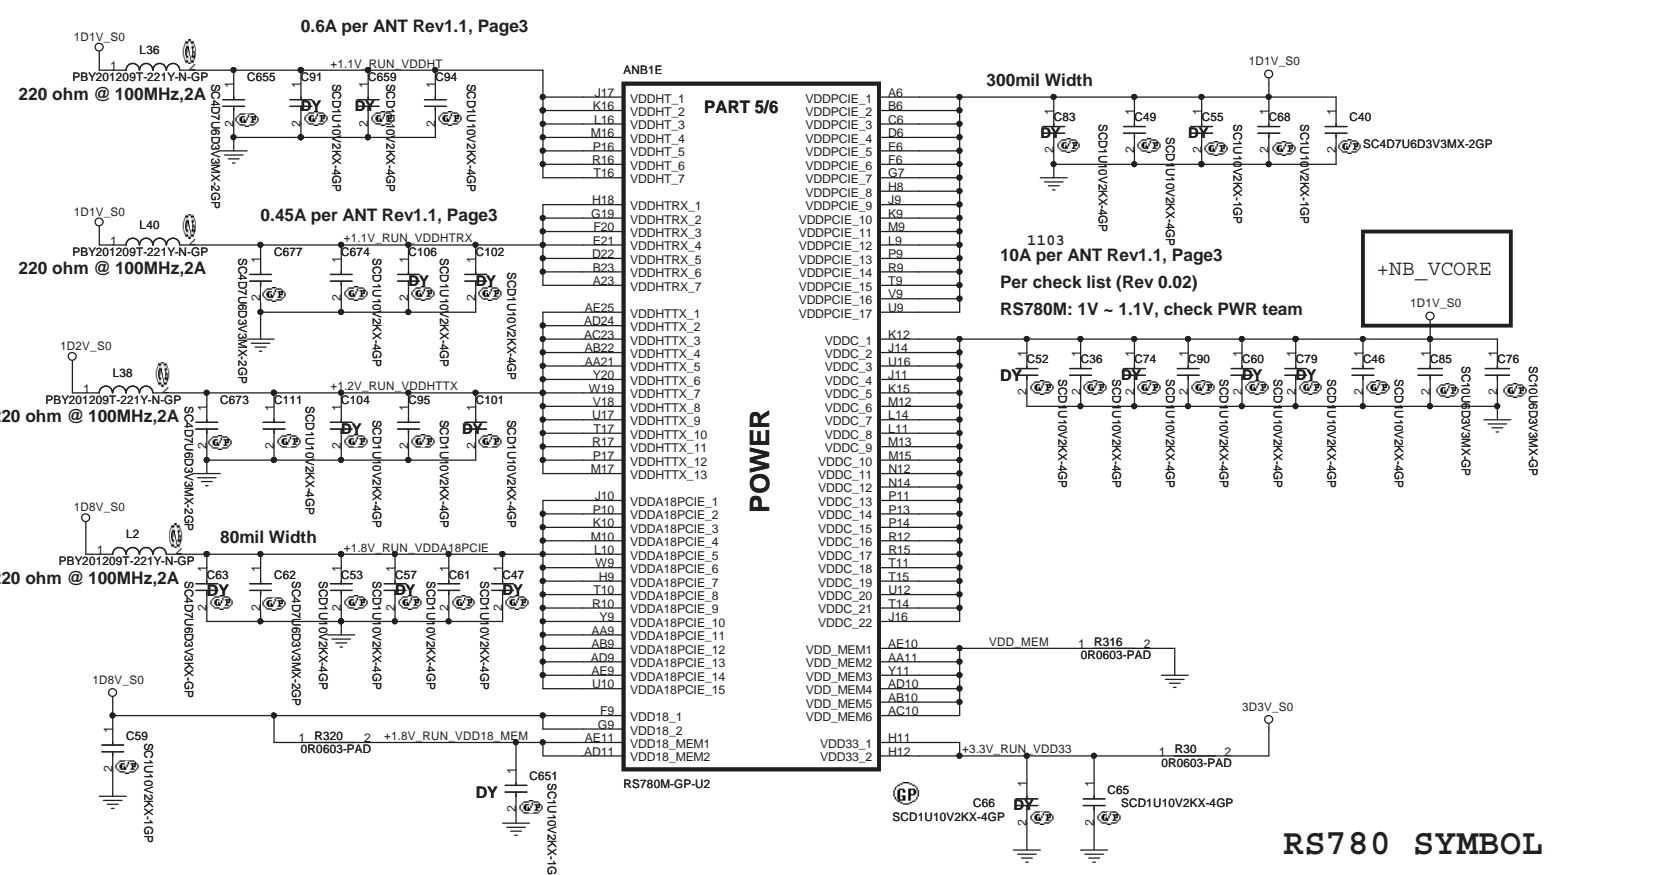 0.6A per ANT Rev1.1, Page3
1D1V_S0
L36
1 2
PBY201209T-221Y-N-GP
220 ohm @ 100MHz,2A
+1.1V_RUN_VDDHT
C655
SC4D7U6D3V3MX-2GP
C91
DY
SCD1U10V2KX-4GP
C659
DY
SCD1U10V2KX-4GP
C94
SCD1U10V2KX-4GP
1D1V_S0
L40
1 2
PBY201209T-221Y-N-GP
220 ohm @ 100MHz,2A
0.45A per ANT Rev1.1, Page3
+1.1V_RUN_VDDHTRX
C677
SC4D7U6D3V3MX-2GP
C674
SCD1U10V2KX-4GP
C106
DY
SCD1U10V2KX-4GP
C102
DY
SCD1U10V2KX-4GP
1D2V_S0
L38
1 2
PBY201209T-221Y-N-GP
220 ohm @ 100MHz,2A
+1.2V_RUN_VDDHTTX
C673
SC4D7U6D3V3MX-2GP
C111
SCD1U10V2KX-4GP
C104
DY
SCD1U10V2KX-4GP
C95
SCD1U10V2KX-4GP
C101
DY
SCD1U10V2KX-4GP
1D8V_S0
L2
1 2
PBY201209T-221Y-N-GP
220 ohm @ 100MHz,2A
80mil Width
+1.8V_RUN_VDDA18PCIE
C63
DY
SC4D7U6D3V3KX-GP
C62
SC4D7U6D3V3MX-2GP
C53
SCD1U10V2KX-4GP
C57
DY
SCD1U10V2KX-4GP
C61
SCD1U10V2KX-4GP
C47
DY
SCD1U10V2KX-4GP
1D8V_S0
C59
SC1U10V2KX-1GP
1 R320 2
0R0603-PAD
+1.8V_RUN_VDD18_MEM
C651
DY
SC1U10V2KX-1G
ANB1E
PART 5/6
POWER
J17 VDDHT_1
K16 VDDHT_2
L16 VDDHT_3
M16 VDDHT_4
P16 VDDHT_5
R16 VDDHT_6
T16 VDDHT_7
H18 VDDHTRX_1
G19 VDDHTRX_2
F20 VDDHTRX_3
E21 VDDHTRX_4
D22 VDDHTRX_5
B23 VDDHTRX_6
A23 VDDHTRX_7
AE25 VDDHTTX_1
AD24 VDDHTTX_2
AC23 VDDHTTX_3
AB22 VDDHTTX_4
AA21 VDDHTTX_5
Y20 VDDHTTX_6
W19 VDDHTTX_7
V18 VDDHTTX_8
U17 VDDHTTX_9
T17 VDDHTTX_10
R17 VDDHTTX_11
P17 VDDHTTX_12
M17 VDDHTTX_13
J10 VDDA18PCIE_1
P10 VDDA18PCIE_2
K10 VDDA18PCIE_3
M10 VDDA18PCIE_4
L10 VDDA18PCIE_5
W9 VDDA18PCIE_6
H9 VDDA18PCIE_7
T10 VDDA18PCIE_8
R10 VDDA18PCIE_9
Y9 VDDA18PCIE_10
AA9 VDDA18PCIE_11
AB9 VDDA18PCIE_12
AD9 VDDA18PCIE_13
AE9 VDDA18PCIE_14
U10 VDDA18PCIE_15
F9 VDD18_1
G9 VDD18_2
AE11 VDD18_MEM1
AD11 VDD18_MEM2
VDDPCIE_1 A6
VDDPCIE_2 B6
VDDPCIE_3 C6
VDDPCIE_4 D6
VDDPCIE_5 E6
VDDPCIE_6 F6
VDDPCIE_7 G7
VDDPCIE_8 H8
VDDPCIE_9 J9
VDDPCIE_10 K9
VDDPCIE_11 M9
VDDPCIE_12 L9
VDDPCIE_13 P9
VDDPCIE_14 R9
VDDPCIE_15 T9
VDDPCIE_16 V9
VDDPCIE_17 U9
VDDC_1 K12
VDDC_2 J14
VDDC_3 U16
VDDC_4 J11
VDDC_5 K15
VDDC_6 M12
VDDC_7 L14
VDDC_8 L11
VDDC_9 M13
VDDC_10 M15
VDDC_11 N12
VDDC_12 N14
VDDC_13 P11
VDDC_14 P13
VDDC_15 P14
VDDC_16 R12
VDDC_17 R15
VDDC_18 T11
VDDC_19 T15
VDDC_20 U12
VDDC_21 T14
VDDC_22 J16
VDD_MEM1 AE10
VDD_MEM2 AA11
VDD_MEM3 Y11
VDD_MEM4 AD10
VDD_MEM5 AB10
VDD_MEM6 AC10
VDD33_1 H11
VDD33_2 H12
RS780M-GP-U2
300mil Width
1D1V_S0
C83
DY
SCD1U10V2KX-4GP
C49
SCD1U10V2KX-4GP
C55
DY
SC1U10V2KX-1GP
C68
SC1U10V2KX-1GP
C40
SC4D7U6D3V3MX-2GP
1103
10A per ANT Rev1.1, Page3
Per check list (Rev 0.02)
RS780M: 1V ~ 1.1V, check PWR team
+NB_VCORE
1D1V_S0
C52
DY
SCD1U10V2KX-4GP
C36
SCD1U10V2KX-4GP
C74
DY
SCD1U10V2KX-4GP
C90
SCD1U10V2KX-4GP
C60
DY
SCD1U10V2KX-4GP
C79
DY
SCD1U10V2KX-4GP
C46
SCD1U10V2KX-4GP
C85
SC10U6D3V3MX-GP
C76
SC10U6D3V3MX-GP
VDD_MEM
1 R316 2
0R0603-PAD
3D3V_S0
+3.3V_RUN_VDD33
1 R30 2
0R0603-PAD
GP
C66
DY
SCD1U10V2KX-4GP
C65
SCD1U10V2KX-4GP
RS780 SYMBOL